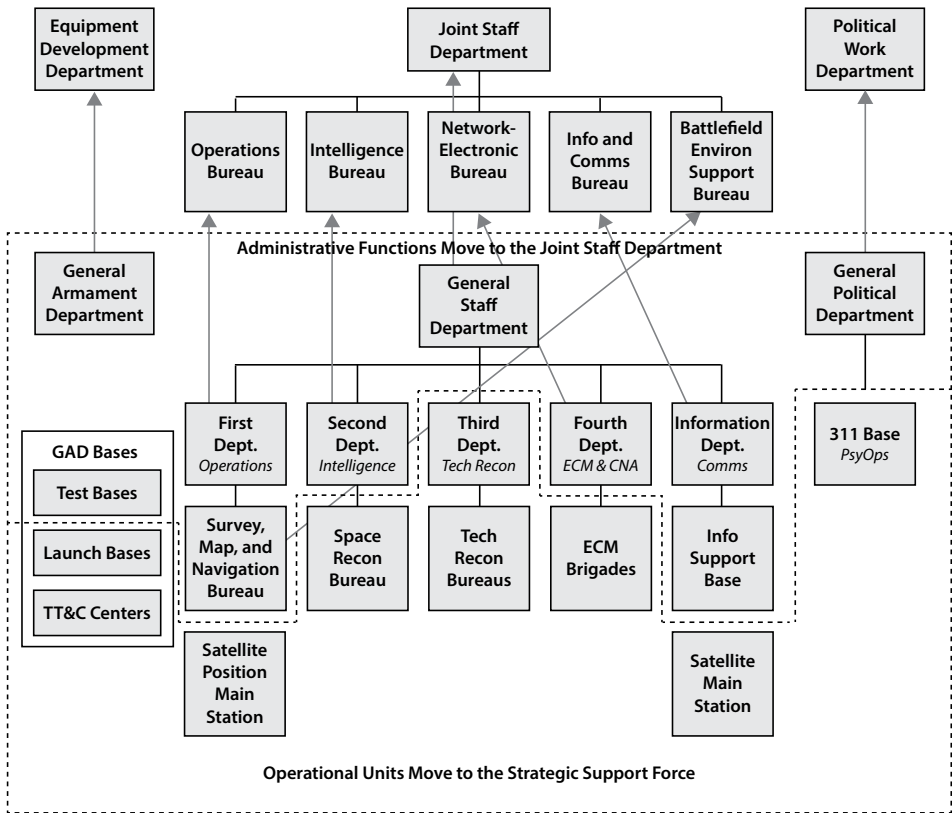 Equipment
Development
Department
Joint Staff
Department
Political
Work
Department
Operations
Bureau
Intelligence
Bureau
Network-
Electronic
Bureau
Info and
Comms
Bureau
Battlefield
Environ
Support
Bureau
Administrative Functions Move to the Joint Staff Department
General
Armament
Department
General
Staff
Department
General
Political
Department
First
Dept.
Operations
Second
Dept.
Intelligence
Third
Dept.
Tech Recon
Fourth
Dept.
ECM & CNA
Information
Dept.
Comms
311 Base
PsyOps
GAD Bases
Test Bases
Launch Bases
TT&C Centers
Survey,
Map, and
Navigation
Bureau
Space
Recon
Bureau
Tech
Recon
Bureaus
ECM
Brigades
Info
Support
Base
Satellite
Position
Main
Station
Satellite
Main
Station
Operational Units Move to the Strategic Support Force